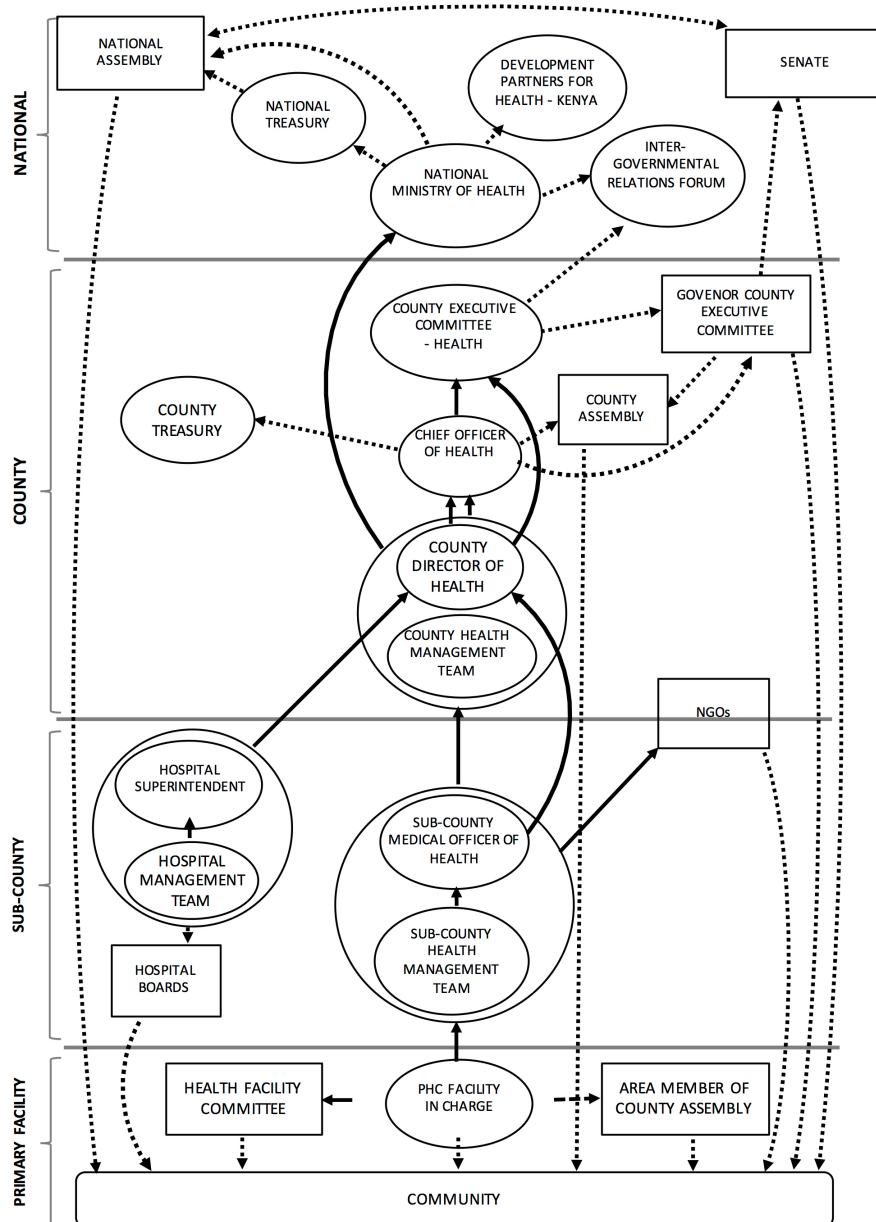 NATIONAL
ASSEMBLY
SENATE
DEVELOPMENT
PARTNERS FOR
HEALTH - KENYA
NATIONAL
TREASURY
INTER-
GOVERNMENTAL
RELATIONS FORUM
NATIONAL
MINISTRY OF HEALTH
NATIONAL
COUNTY EXECUTIVE
COMMITTEE
- HEALTH
GOVENOR COUNTY
EXECUTIVE
COMMITTEE
COUNTY
TREASURY
COUNTY
ASSEMBLY
CHIEF OFFICER
OF HEALTH
COUNTY
COUNTY
DIRECTOR OF
HEALTH
COUNTY HEALTH
MANAGEMENT
TEAM
NGOs
HOSPITAL
SUPERINTENDENT
HOSPITAL
MANAGEMENT
TEAM
SUB-COUNTY
MEDICAL OFFICER OF
HEALTH
SUB-COUNTY
SUB-COUNTY
HEALTH
MANAGEMENT
TEAM
HOSPITAL
BOARDS
HEALTH FACILITY
COMMITTEE
PHC FACILITY
IN CHARGE
AREA MEMBER OF
COUNTY ASSEMBLY
PRIMARY FACILITY
COMMUNITY